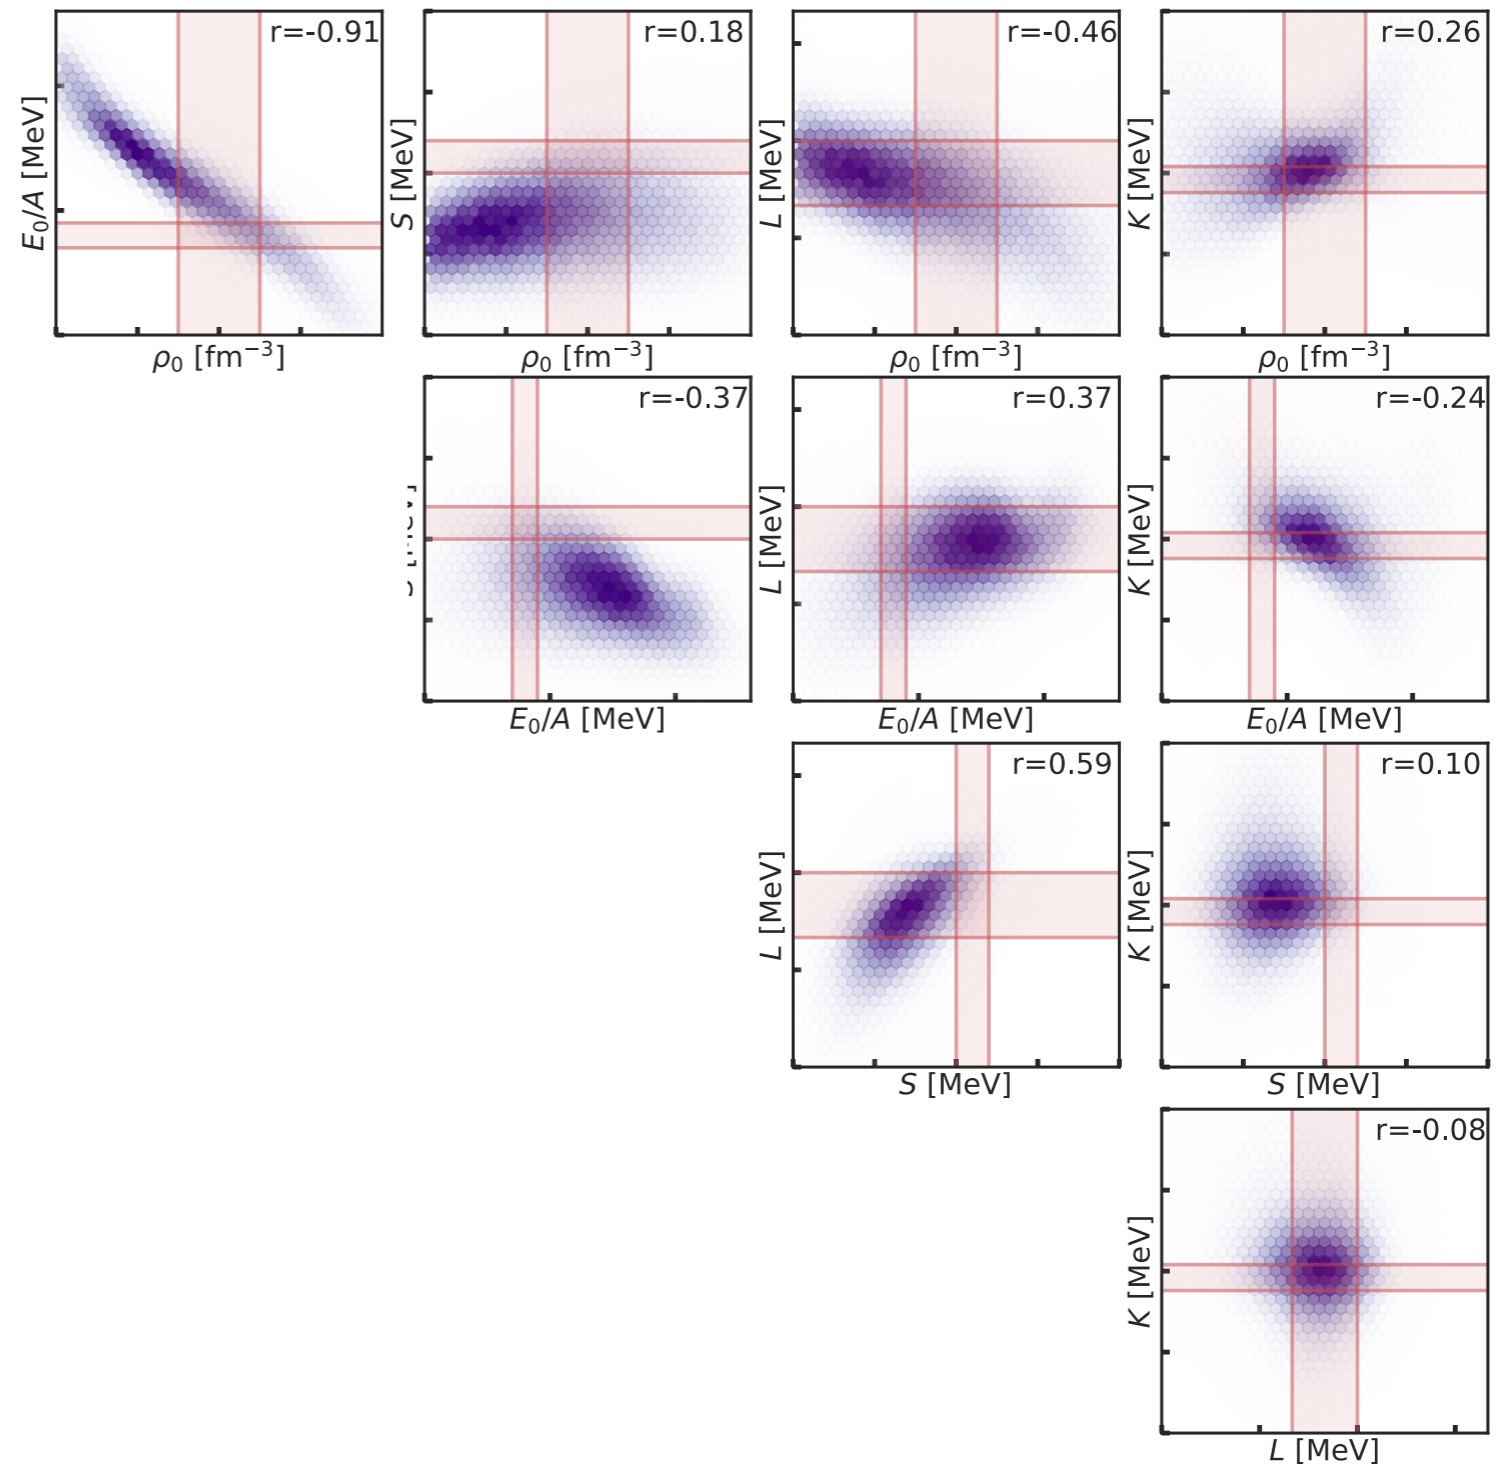 r=-0.91
E₀/A [MeV]
ρ₀ [fm⁻³]
r=0.18
S [MeV]
ρ₀ [fm⁻³]
r=-0.46
L [MeV]
ρ₀ [fm⁻³]
r=0.26
K [MeV]
ρ₀ [fm⁻³]
r=-0.37
E₀/A [MeV]
r=0.37
L [MeV]
E₀/A [MeV]
r=-0.24
K [MeV]
E₀/A [MeV]
r=0.59
L [MeV]
S [MeV]
r=0.10
K [MeV]
S [MeV]
r=-0.08
K [MeV]
L [MeV]